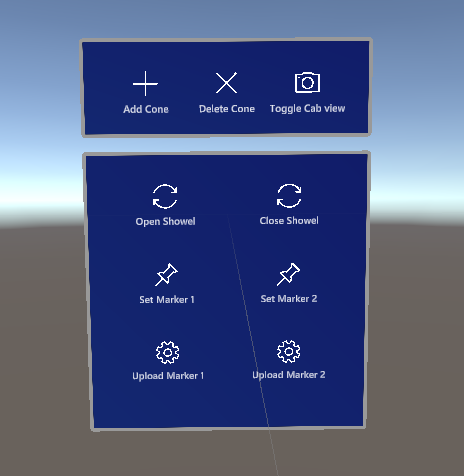 Add Cone Delete Cone Toggle Cab view
Open Showel Close Showel
Set Marker 1 Set Marker 2
Upload Marker 1 Upload Marker 2